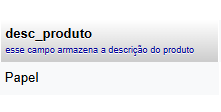 desc_produto
esse campo armazena a descrição do produto
Papel